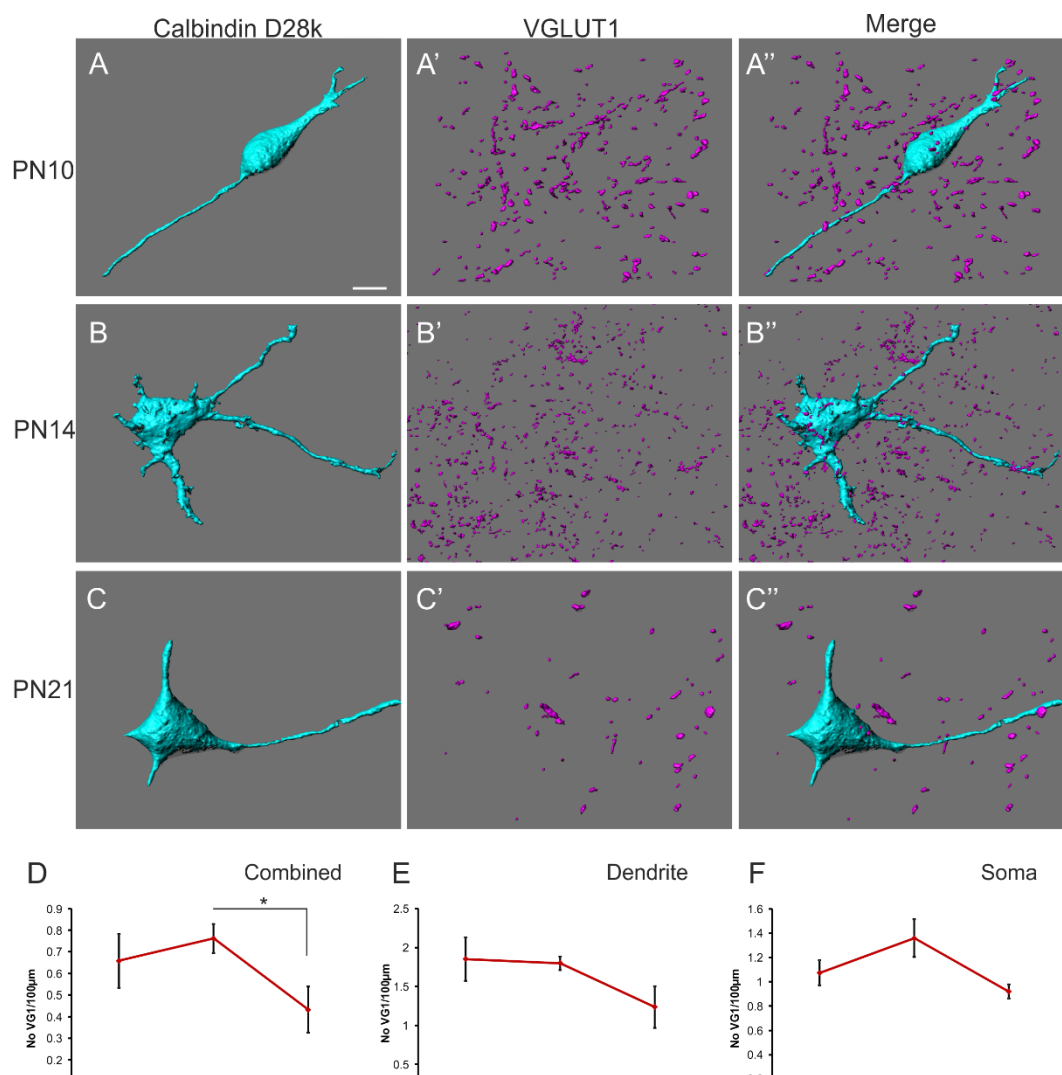 Calbindin D28k
VGLUT1
Merge
A
A'
A''
PN10
B
B'
B''
PN14
C
C'
C''
PN21
D
Combined
E
Dendrite
F
Soma
No VG1/100µm
0.9
0.8
0.7
0.6
0.5
0.4
0.3
0.2
*
No VG1/100µm
2.5
2
1.5
1
0.5
No VG1/100µm
1.6
1.4
1.2
1
0.8
0.6
0.4